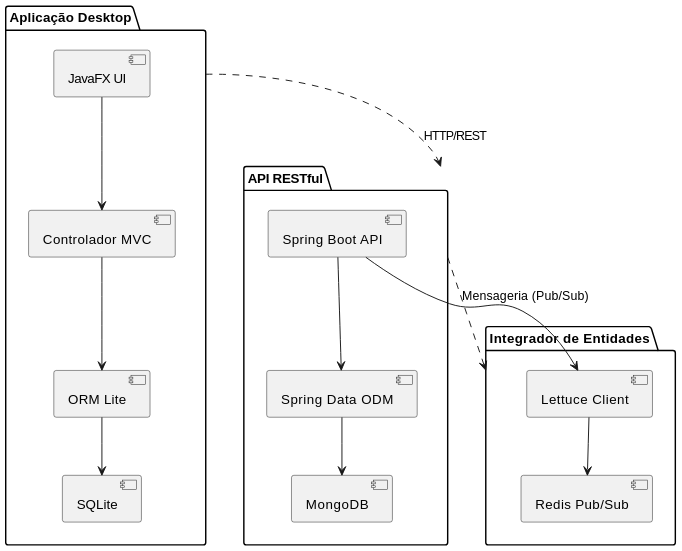 Aplicação Desktop
JavaFX UI
HTTP/REST
API RESTful
Controlador MVC
Spring Boot API
Mensageria (Pub/Sub)
Integrador de Entidades
ORM Lite
Spring Data ODM
Lettuce Client
SQLite
MongoDB
Redis Pub/Sub